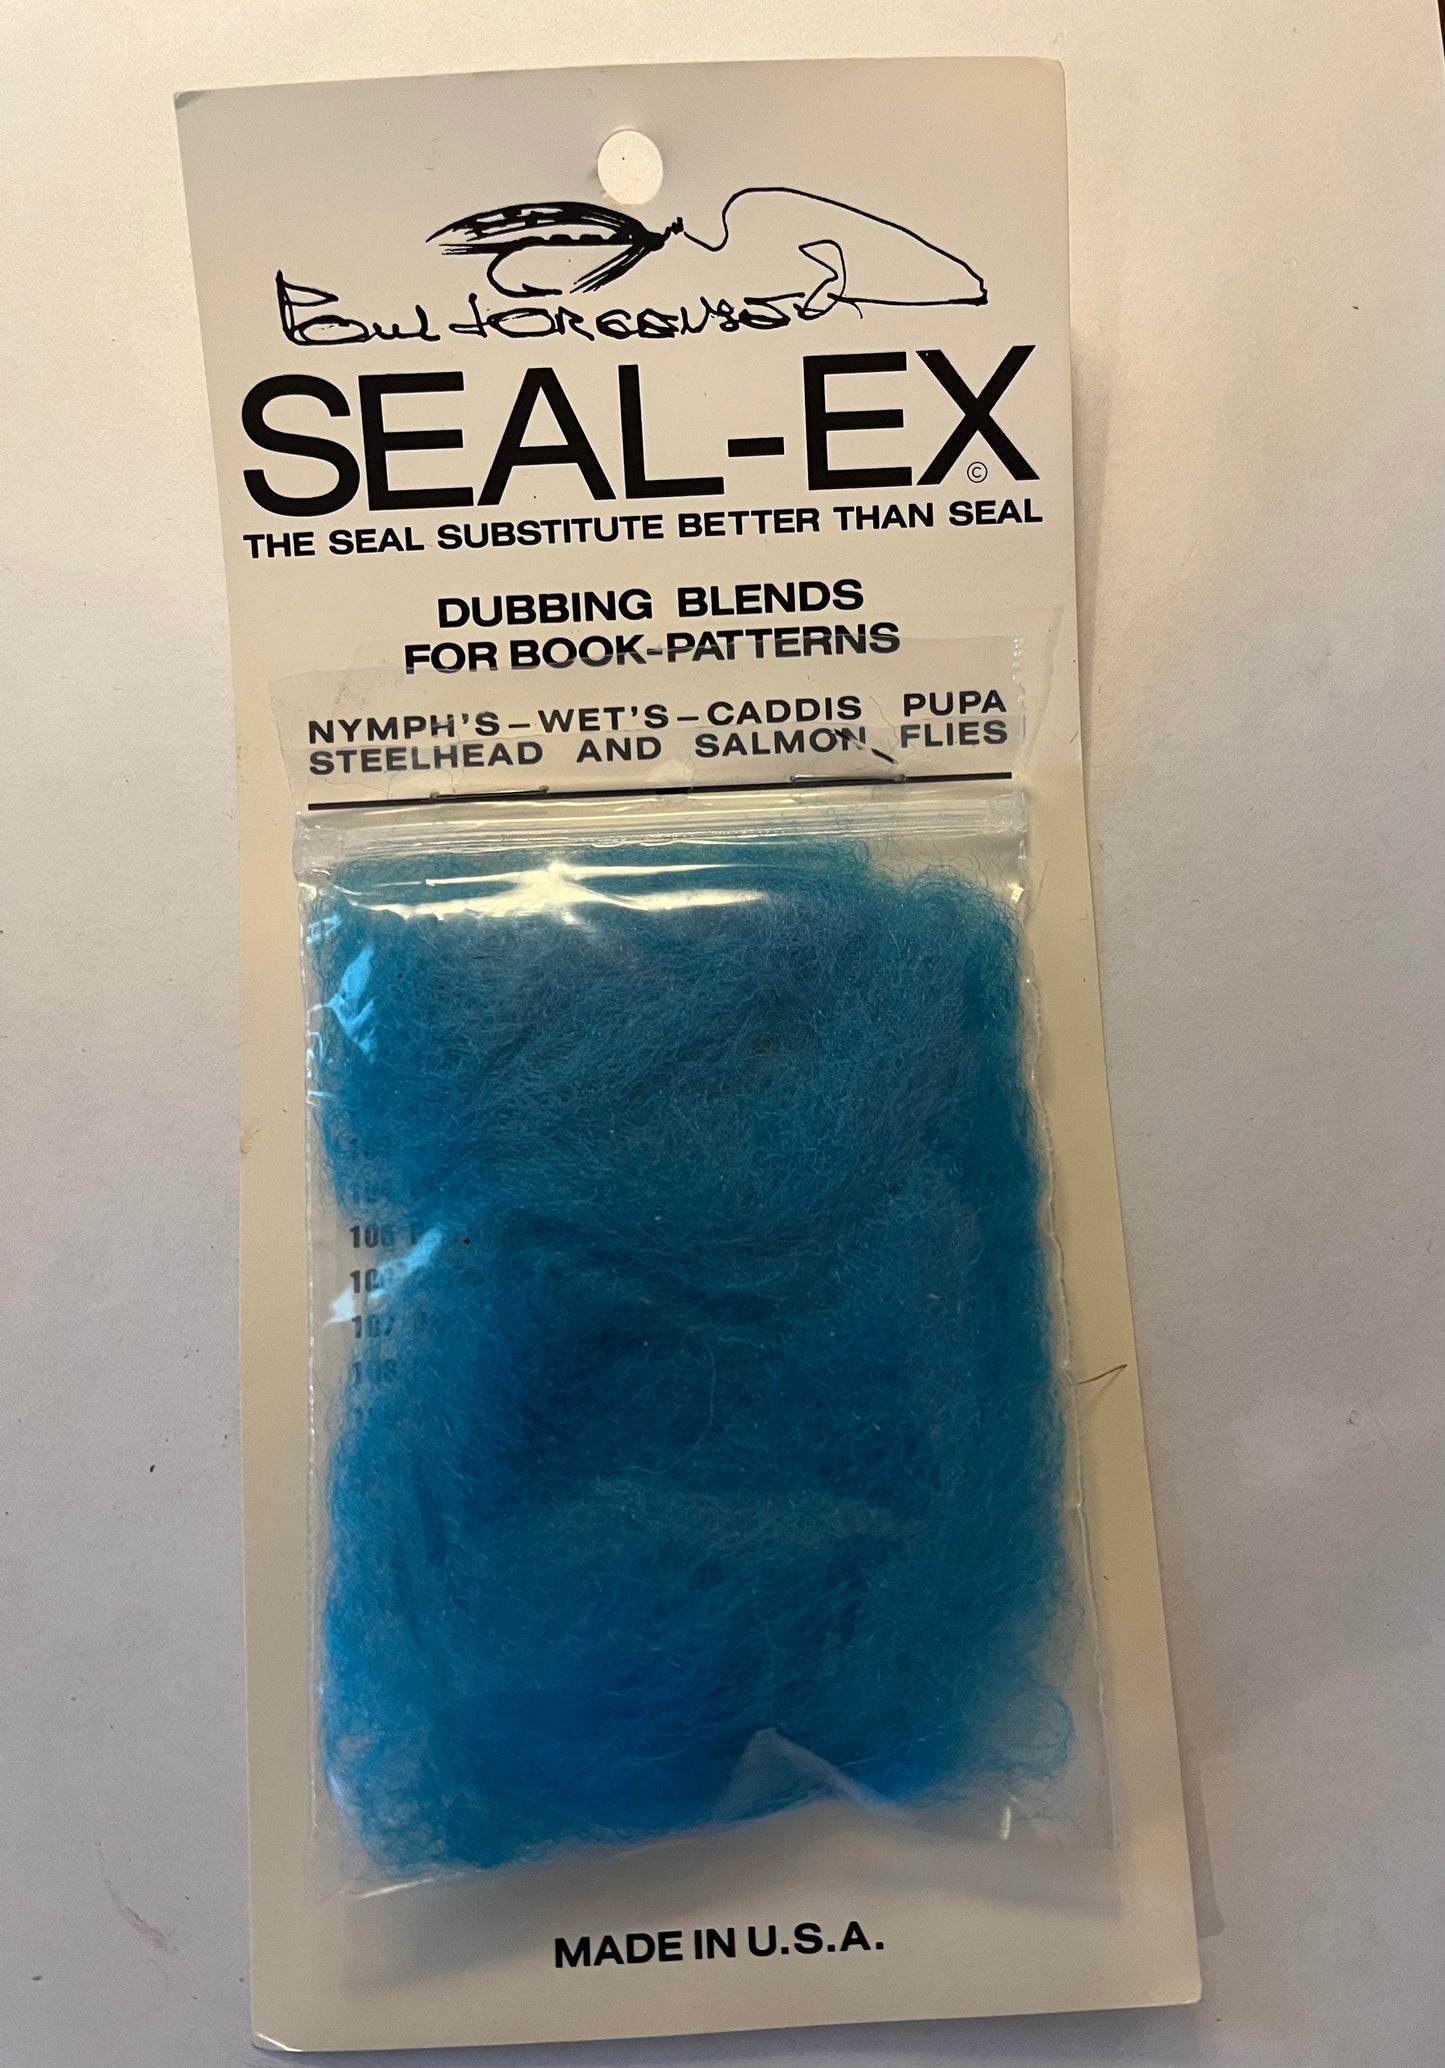 Poul Jorgensen
SEAL-EX ©
THE SEAL SUBSTITUTE BETTER THAN SEAL
DUBBING BLENDS
FOR BOOK-PATTERNS
NYMPH'S – WET'S – CADDIS PUPA
STEELHEAD AND SALMON FLIES
107
MADE IN U.S.A.